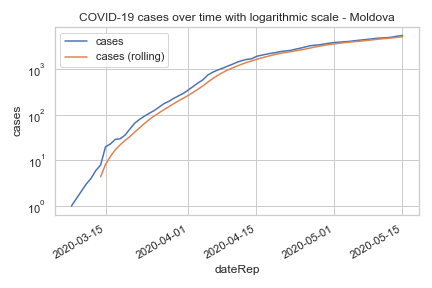 COVID-19 cases over time with logarithmic scale - Moldova
cases
cases (rolling)
10³
10²
10¹
10⁰
cases
2020-03-15
2020-04-01
2020-04-15
2020-05-01
2020-05-15
dateRep